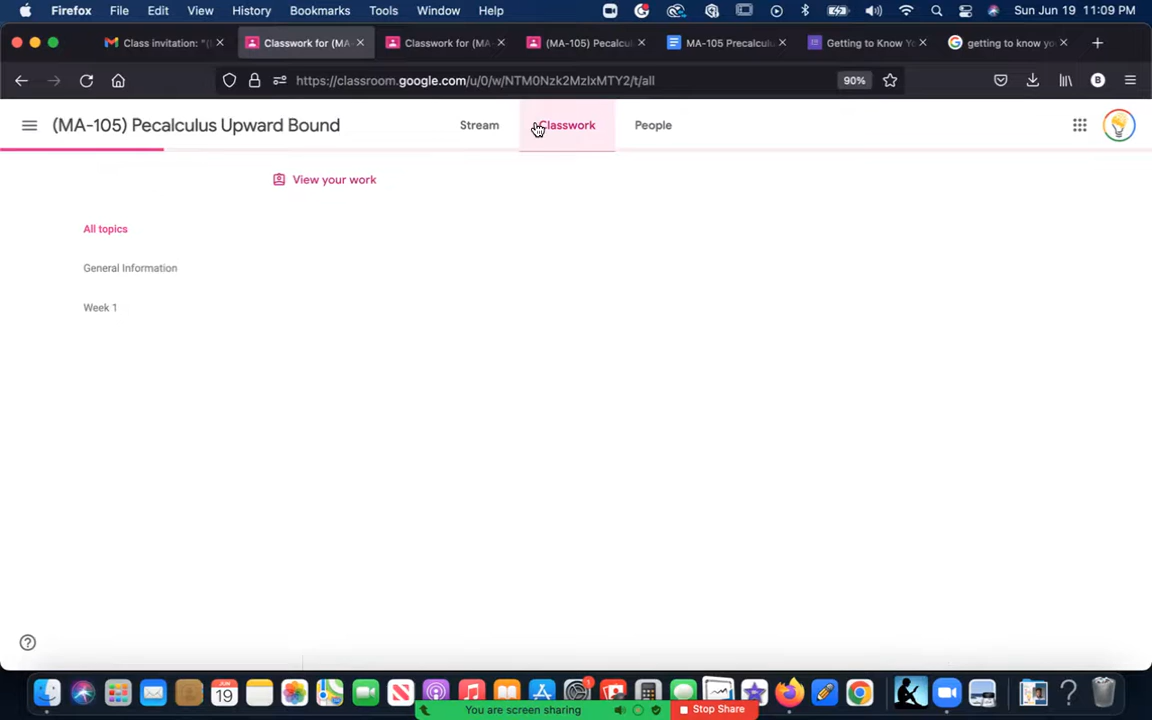 Firefox File Edit View History Bookmarks Tools Window Help Sun Jun 19 11:09 PM
Class invitation: "( Classwork for (MA- Classwork for (MA- (MA-105) Pecalculus MA-105 Precalculu Getting to Know Yo getting to know yo
https://classroom.google.com/u/0/w/NTM0Nzk2MzIxMTY2/t/all 90% B
(MA-105) Pecalculus Upward Bound Stream Classwork People
View your work
All topics
General Information
Week 1
JUN
19
You are screen sharing Stop Share